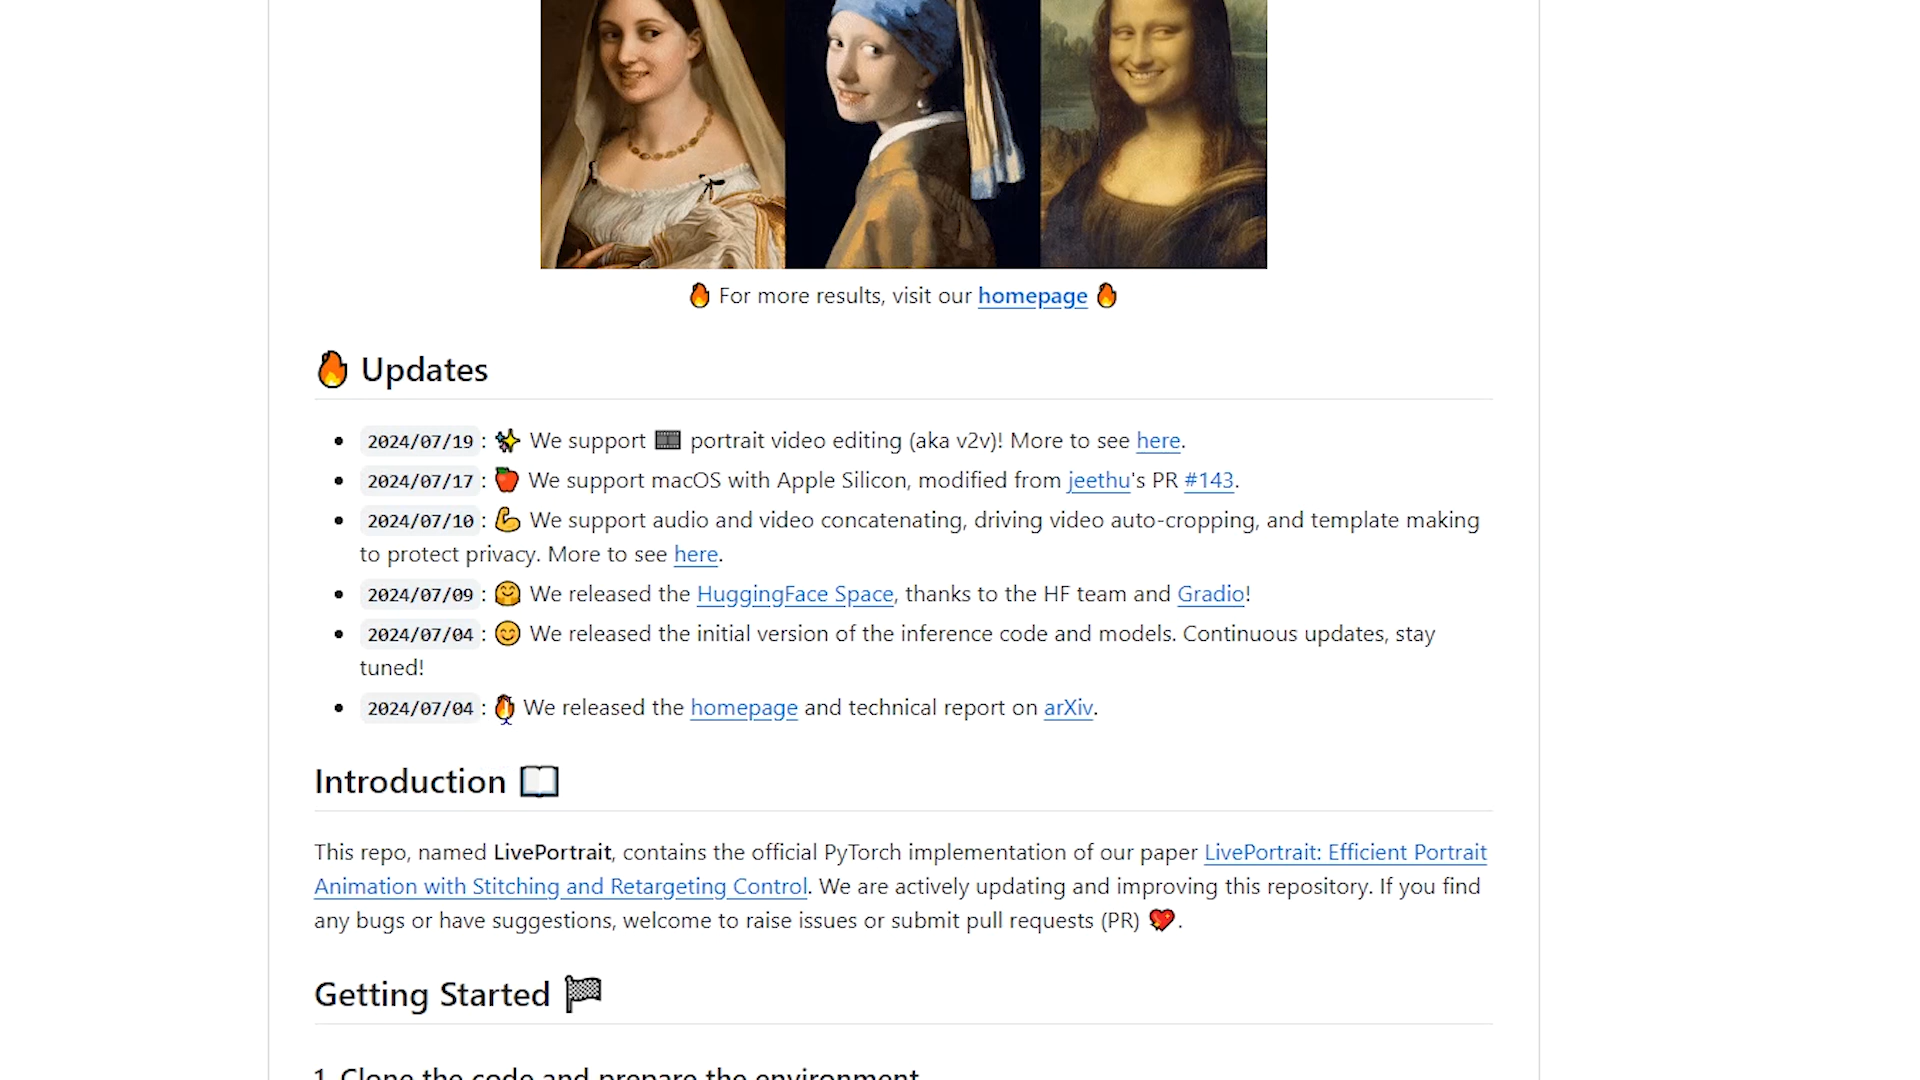 🔥 For more results, visit our homepage 🔥
🔥 Updates
2024/07/19: ✨ We support 🎞️ portrait video editing (aka v2v)! More to see here.
2024/07/17: 🍎 We support macOS with Apple Silicon, modified from jeethu's PR #143.
2024/07/10: 💪 We support audio and video concatenating, driving video auto-cropping, and template making
to protect privacy. More to see here.
2024/07/09: 🤗 We released the HuggingFace Space, thanks to the HF team and Gradio!
2024/07/04: 😊 We released the initial version of the inference code and models. Continuous updates, stay
tuned!
2024/07/04: 🔥 We released the homepage and technical report on arXiv.
Introduction 📖
This repo, named LivePortrait, contains the official PyTorch implementation of our paper LivePortrait: Efficient Portrait
Animation with Stitching and Retargeting Control. We are actively updating and improving this repository. If you find
any bugs or have suggestions, welcome to raise issues or submit pull requests (PR) 💖.
Getting Started 🏁
1. Clone the code and prepare the environment